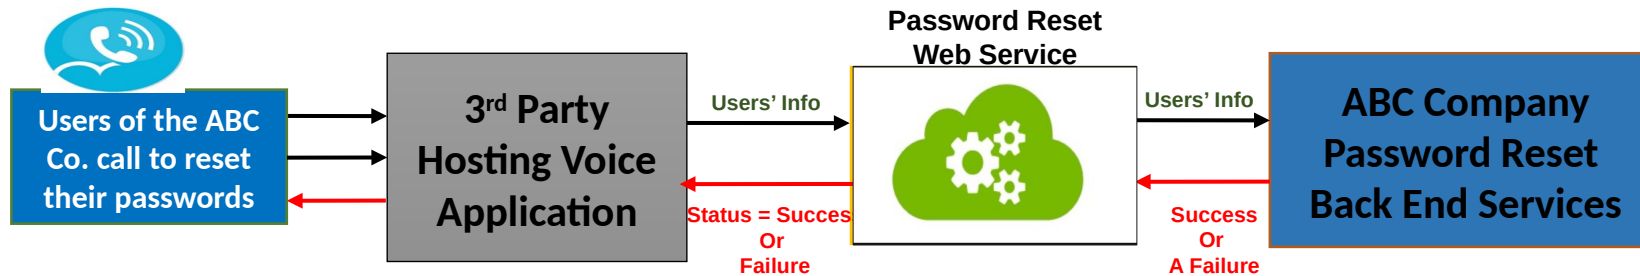 Users of the ABC
Co. call to reset
their passwords
3rd Party
Hosting Voice
Application
Users’ Info
Status = Succes
Or
Failure
Password Reset
Web Service
Users’ Info
Success
Or
A Failure
ABC Company
Password Reset
Back End Services